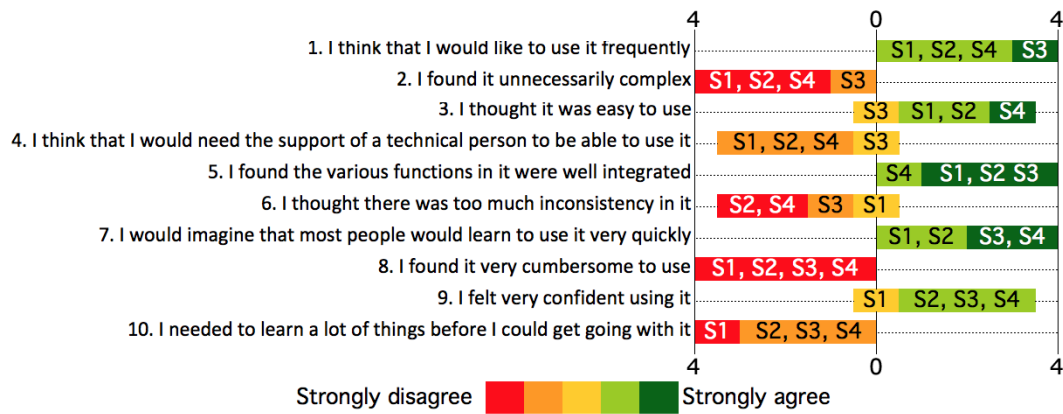 4 0 4
1. I think that I would like to use it frequently S1, S2, S4 S3
2. I found it unnecessarily complex S1, S2, S4 S3
3. I thought it was easy to use S3 S1, S2 S4
4. I think that I would need the support of a technical person to be able to use it S1, S2, S4 S3
5. I found the various functions in it were well integrated S4 S1, S2 S3
6. I thought there was too much inconsistency in it S2, S4 S3 S1
7. I would imagine that most people would learn to use it very quickly S1, S2 S3, S4
8. I found it very cumbersome to use S1, S2, S3, S4
9. I felt very confident using it S1 S2, S3, S4
10. I needed to learn a lot of things before I could get going with it S1 S2, S3, S4
4 0 4
Strongly disagree Strongly agree